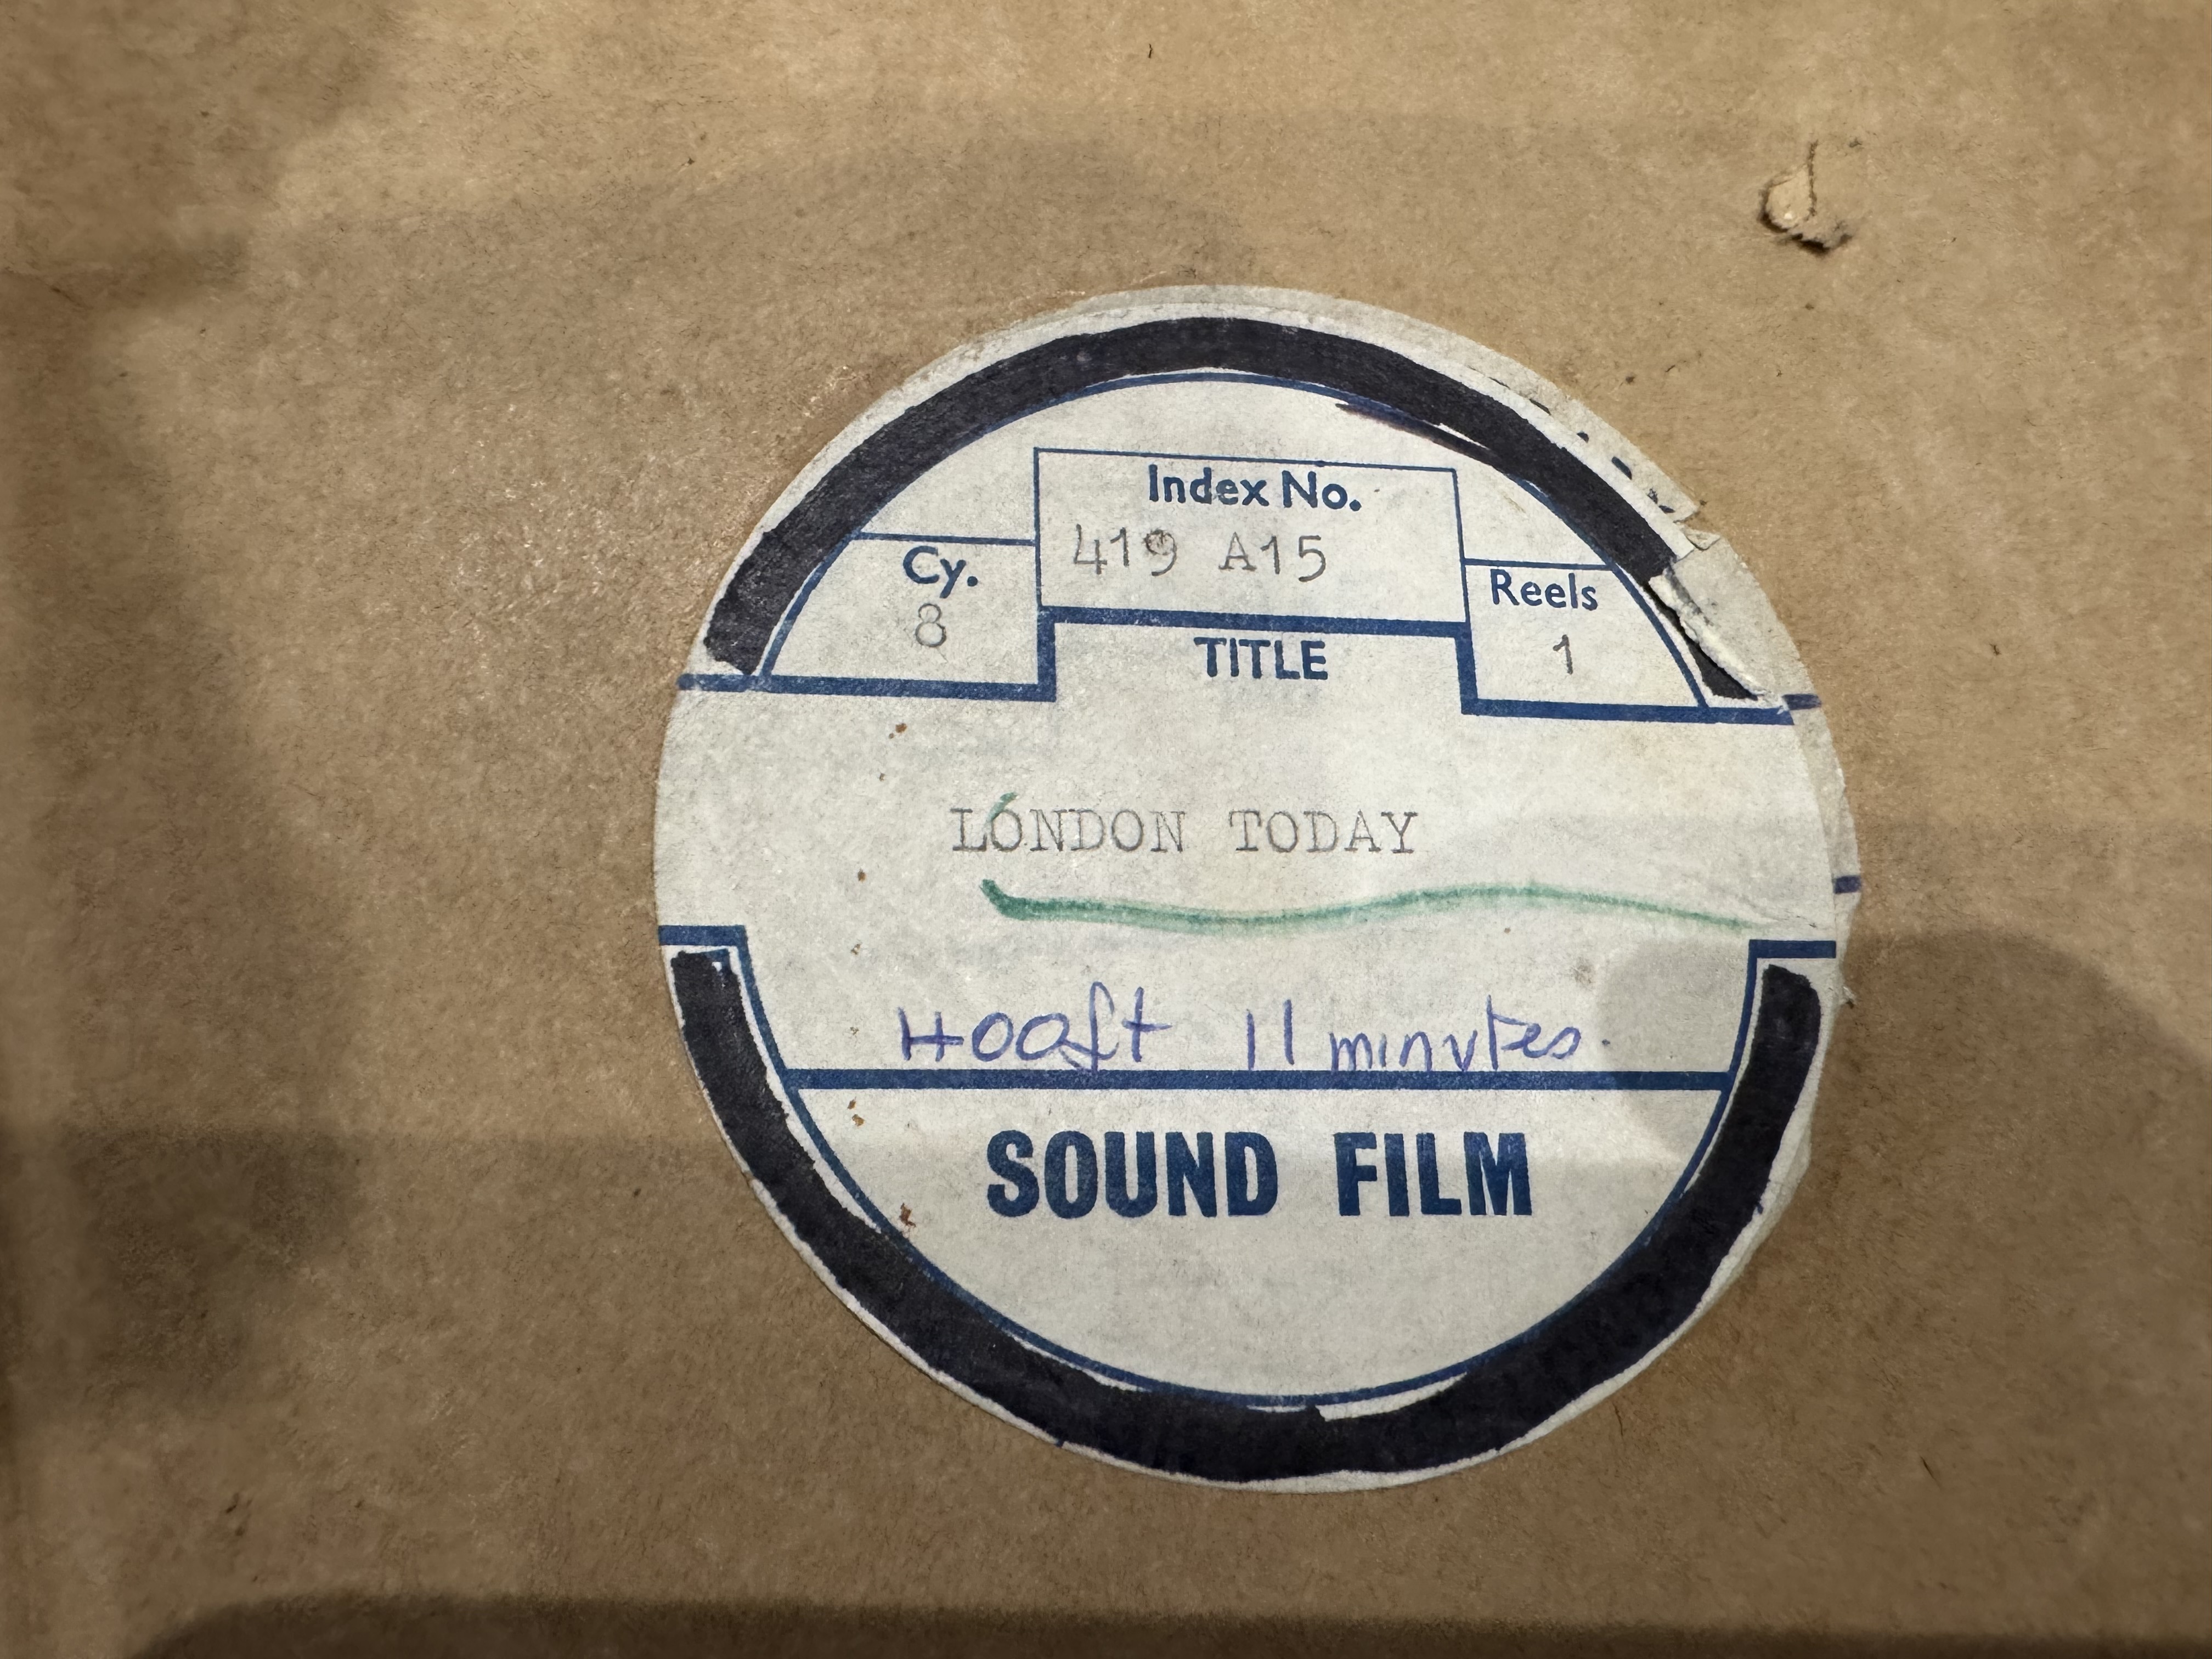 Index No.
419 A15
Cy.
8
Reels
1
TITLE
LONDON TODAY
400ft 11 minutes.
SOUND FILM